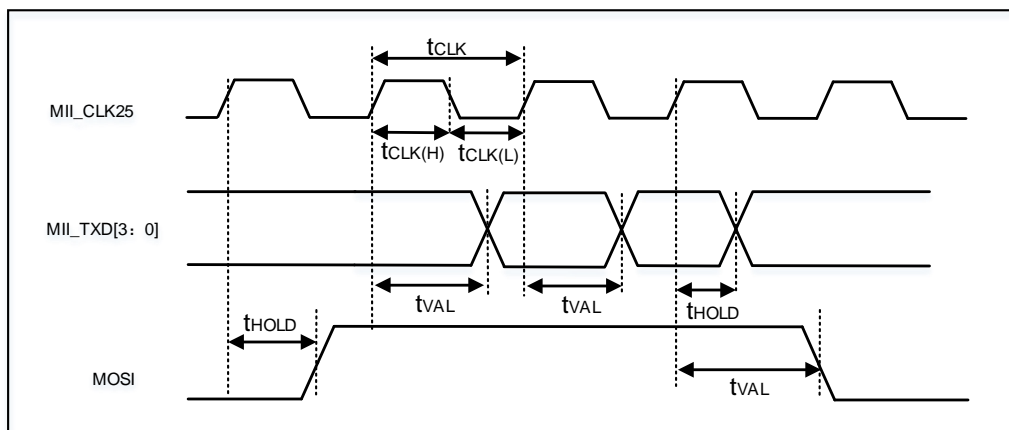 tCLK
MII_CLK25
tCLK(H) tCLK(L)
MII_TXD[3：0]
tVAL tVAL tHOLD
tHOLD
MOSI
tVAL